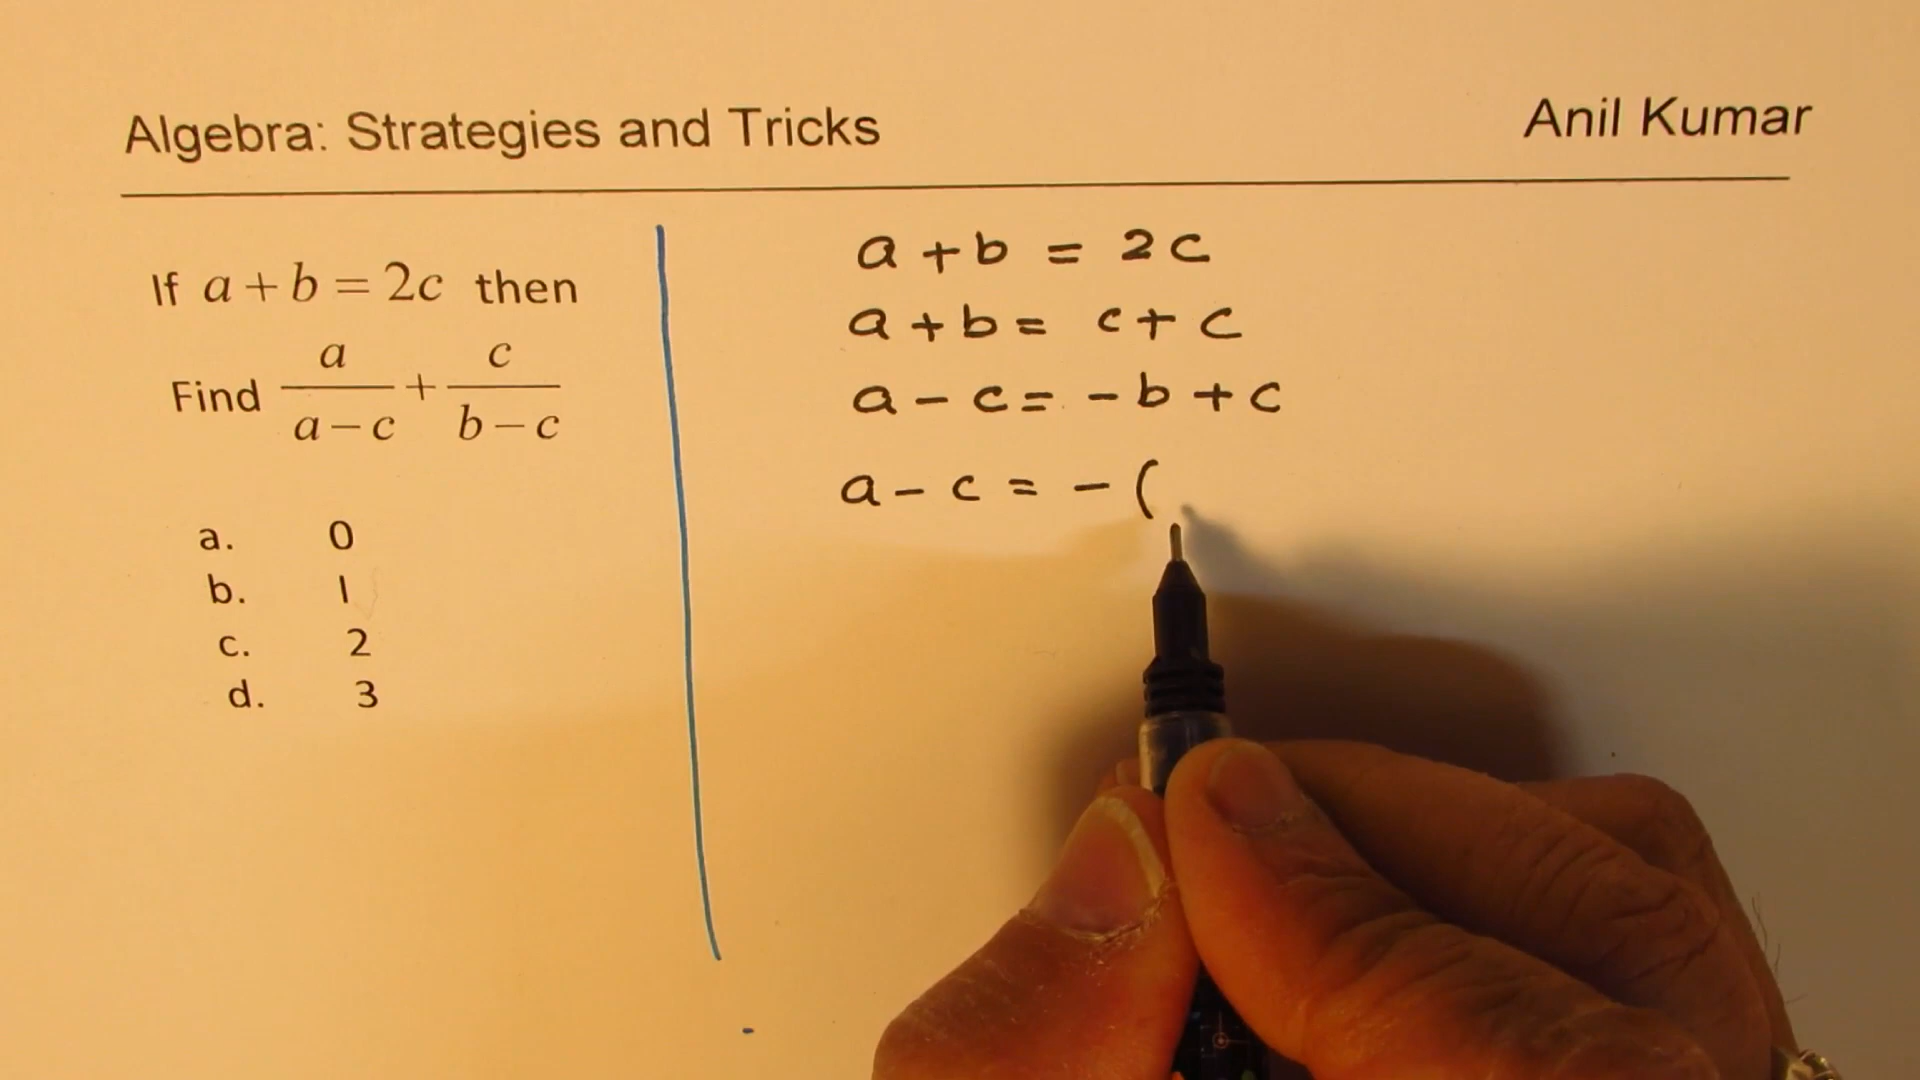 Algebra: Strategies and Tricks
Anil Kumar
If a + b = 2c then
Find a/(a − c) + c/(b − c)
a. 0
b. 1
c. 2
d. 3
a + b = 2c
a + b = c + c
a − c = − b + c
a − c = − (